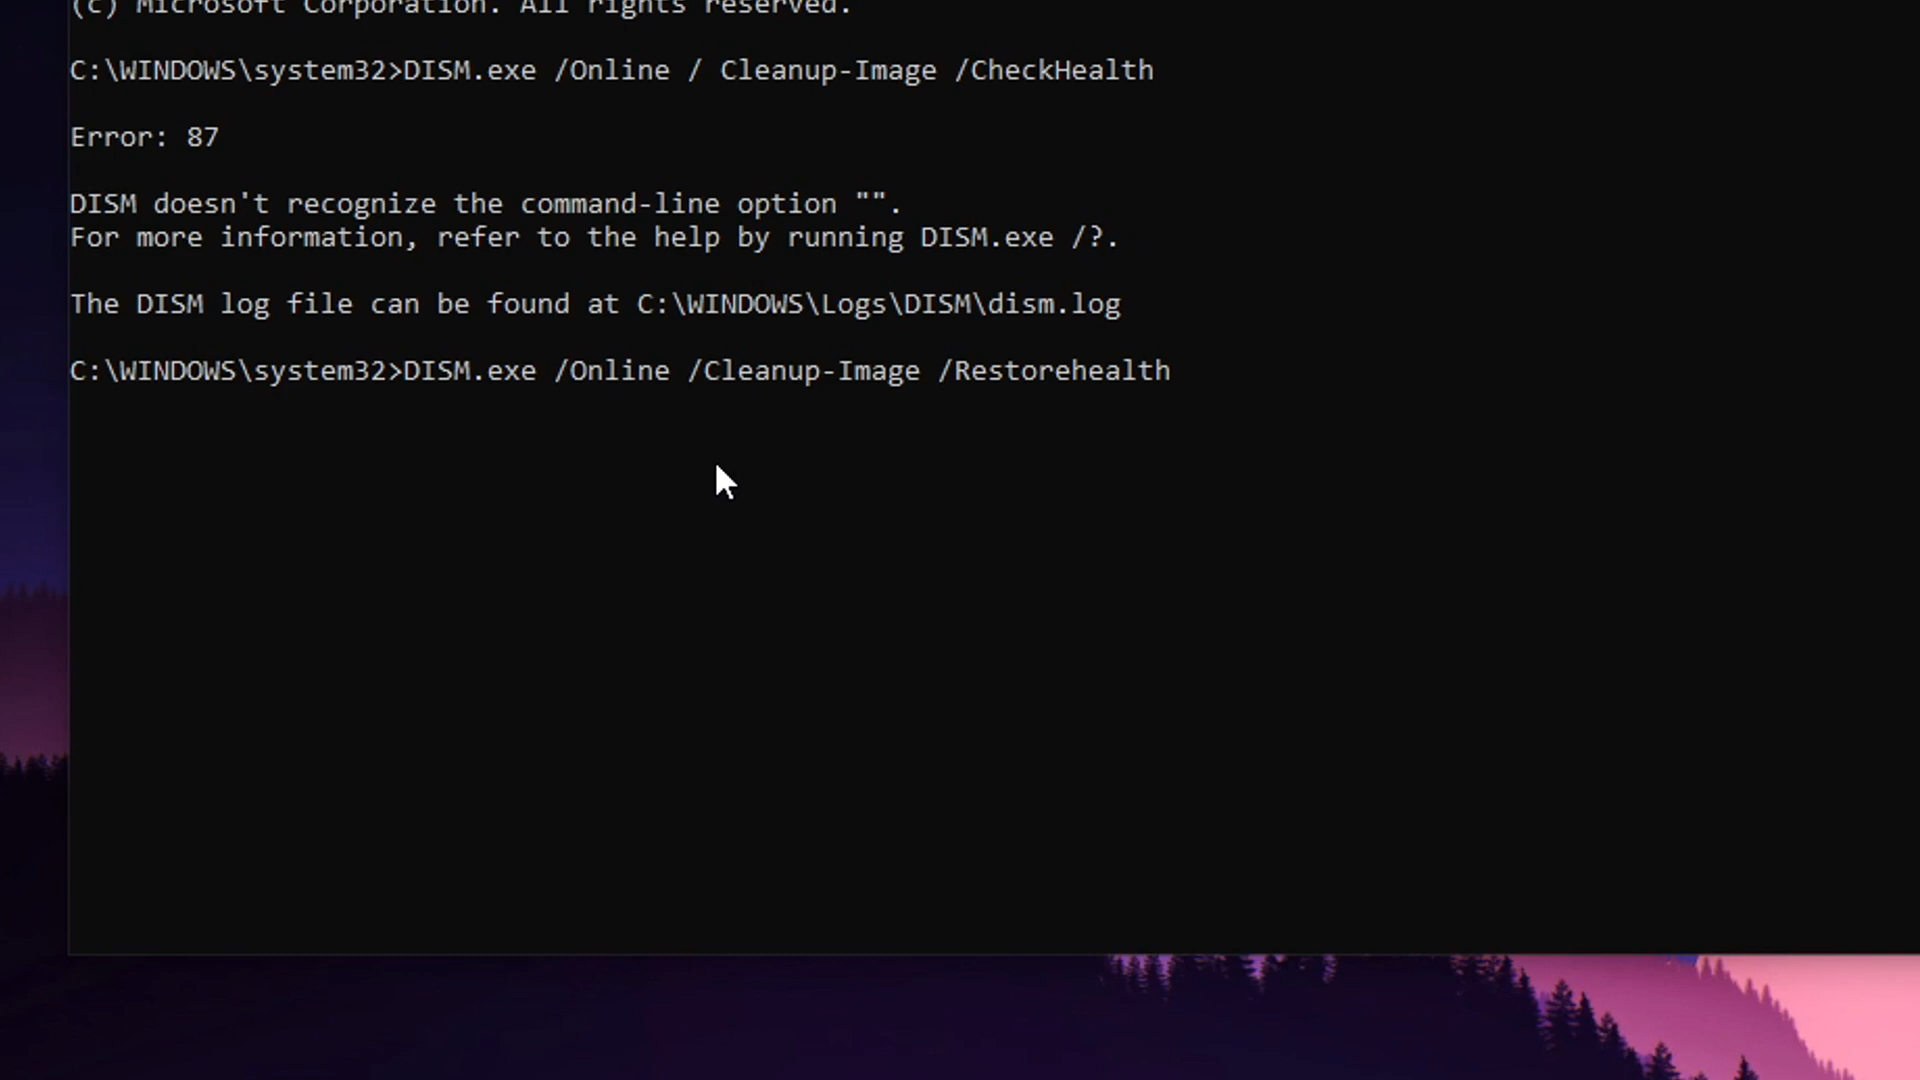 (c) Microsoft Corporation. All rights reserved.
C:\WINDOWS\system32>DISM.exe /Online / Cleanup-Image /CheckHealth
Error: 87
DISM doesn't recognize the command-line option "".
For more information, refer to the help by running DISM.exe /?.
The DISM log file can be found at C:\WINDOWS\Logs\DISM\dism.log
C:\WINDOWS\system32>DISM.exe /Online /Cleanup-Image /Restorehealth